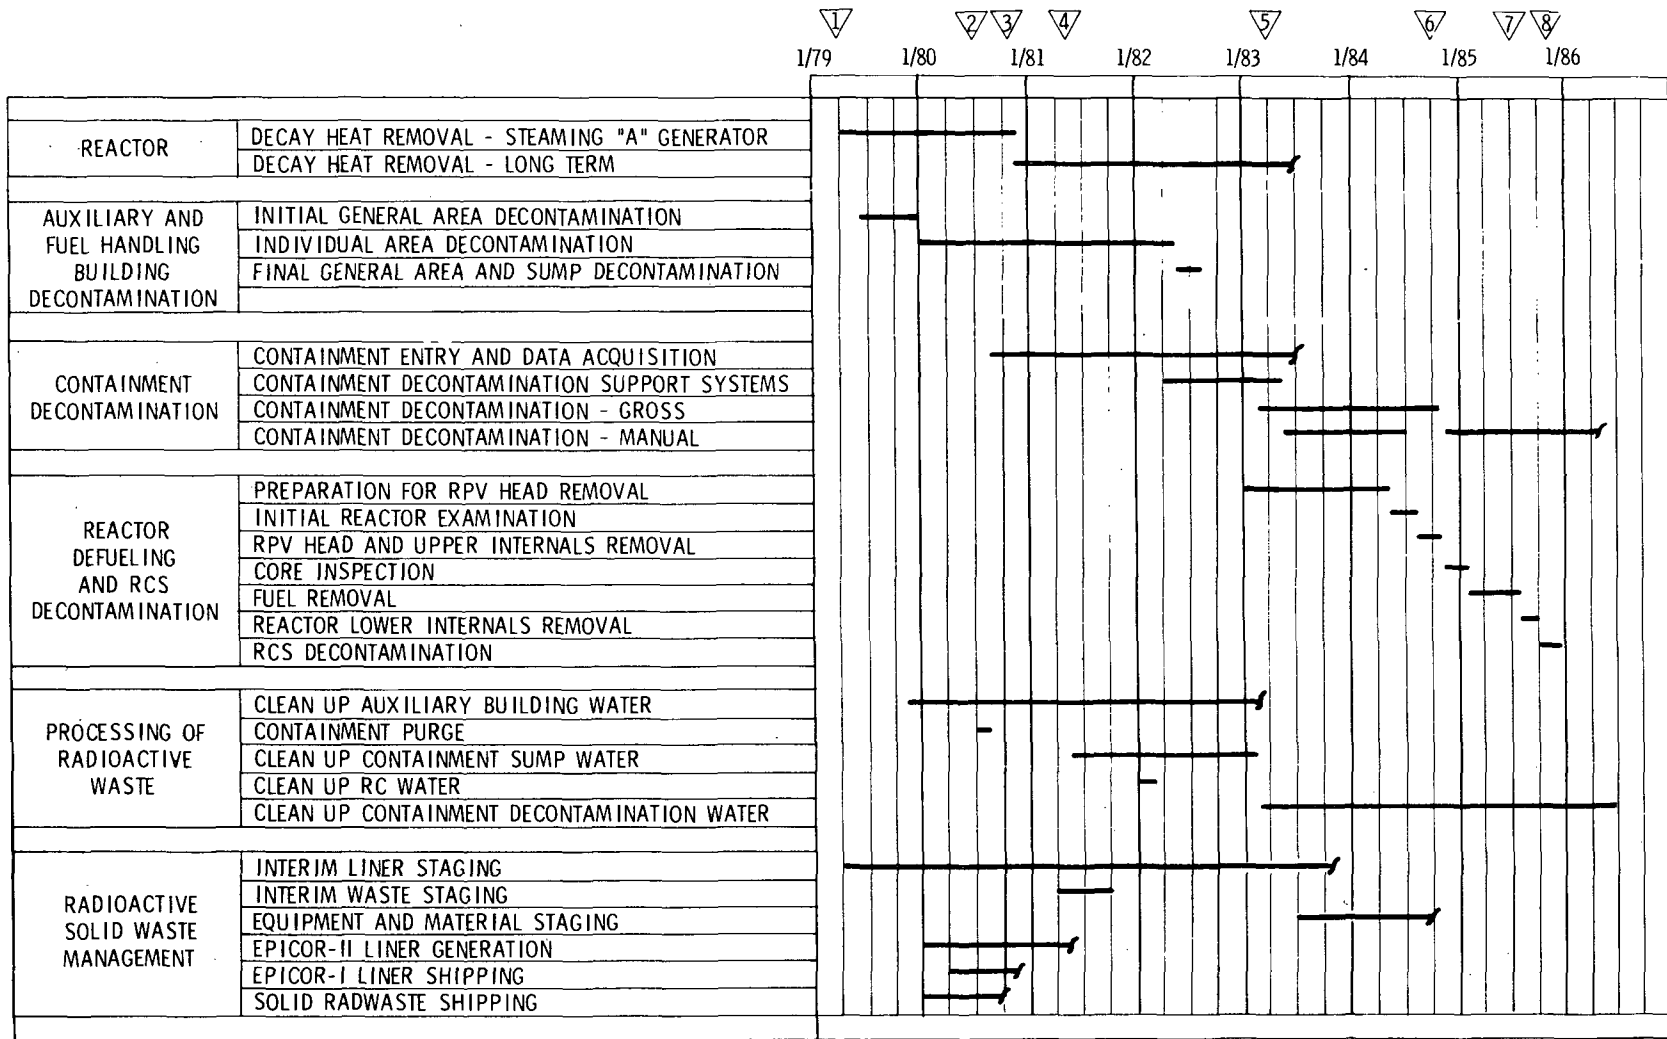 1 2 3 4 5 6 7 8
1/79 1/80 1/81 1/82 1/83 1/84 1/85 1/86
REACTOR
DECAY HEAT REMOVAL - STEAMING "A" GENERATOR
DECAY HEAT REMOVAL - LONG TERM
AUXILIARY AND
FUEL HANDLING
BUILDING
DECONTAMINATION
INITIAL GENERAL AREA DECONTAMINATION
INDIVIDUAL AREA DECONTAMINATION
FINAL GENERAL AREA AND SUMP DECONTAMINATION
CONTAINMENT
DECONTAMINATION
CONTAINMENT ENTRY AND DATA ACQUISITION
CONTAINMENT DECONTAMINATION SUPPORT SYSTEMS
CONTAINMENT DECONTAMINATION - GROSS
CONTAINMENT DECONTAMINATION - MANUAL
REACTOR
DEFUELING
AND RCS
DECONTAMINATION
PREPARATION FOR RPV HEAD REMOVAL
INITIAL REACTOR EXAMINATION
RPV HEAD AND UPPER INTERNALS REMOVAL
CORE INSPECTION
FUEL REMOVAL
REACTOR LOWER INTERNALS REMOVAL
RCS DECONTAMINATION
PROCESSING OF
RADIOACTIVE
WASTE
CLEAN UP AUXILIARY BUILDING WATER
CONTAINMENT PURGE
CLEAN UP CONTAINMENT SUMP WATER
CLEAN UP RC WATER
CLEAN UP CONTAINMENT DECONTAMINATION WATER
RADIOACTIVE
SOLID WASTE
MANAGEMENT
INTERIM LINER STAGING
INTERIM WASTE STAGING
EQUIPMENT AND MATERIAL STAGING
EPICOR-II LINER GENERATION
EPICOR-I LINER SHIPPING
SOLID RADWASTE SHIPPING